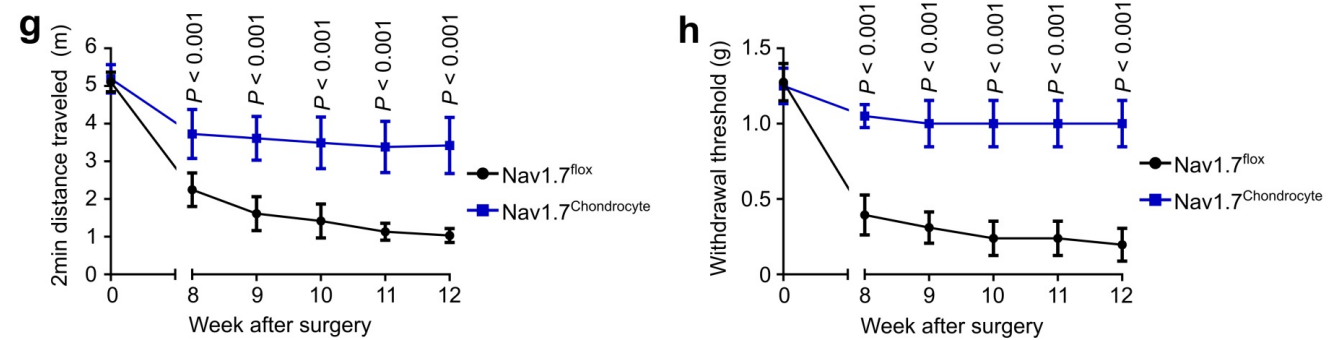 g
2min distance traveled (m)
6
5
4
3
2
1
0
P < 0.001
P < 0.001
P < 0.001
P < 0.001
P < 0.001
0
8
9
10
11
12
Week after surgery
Nav1.7flox
Nav1.7Chondrocyte
h
Withdrawal threshold (g)
1.5
1.0
0.5
0
P < 0.001
P < 0.001
P < 0.001
P < 0.001
P < 0.001
0
8
9
10
11
12
Week after surgery
Nav1.7flox
Nav1.7Chondrocyte